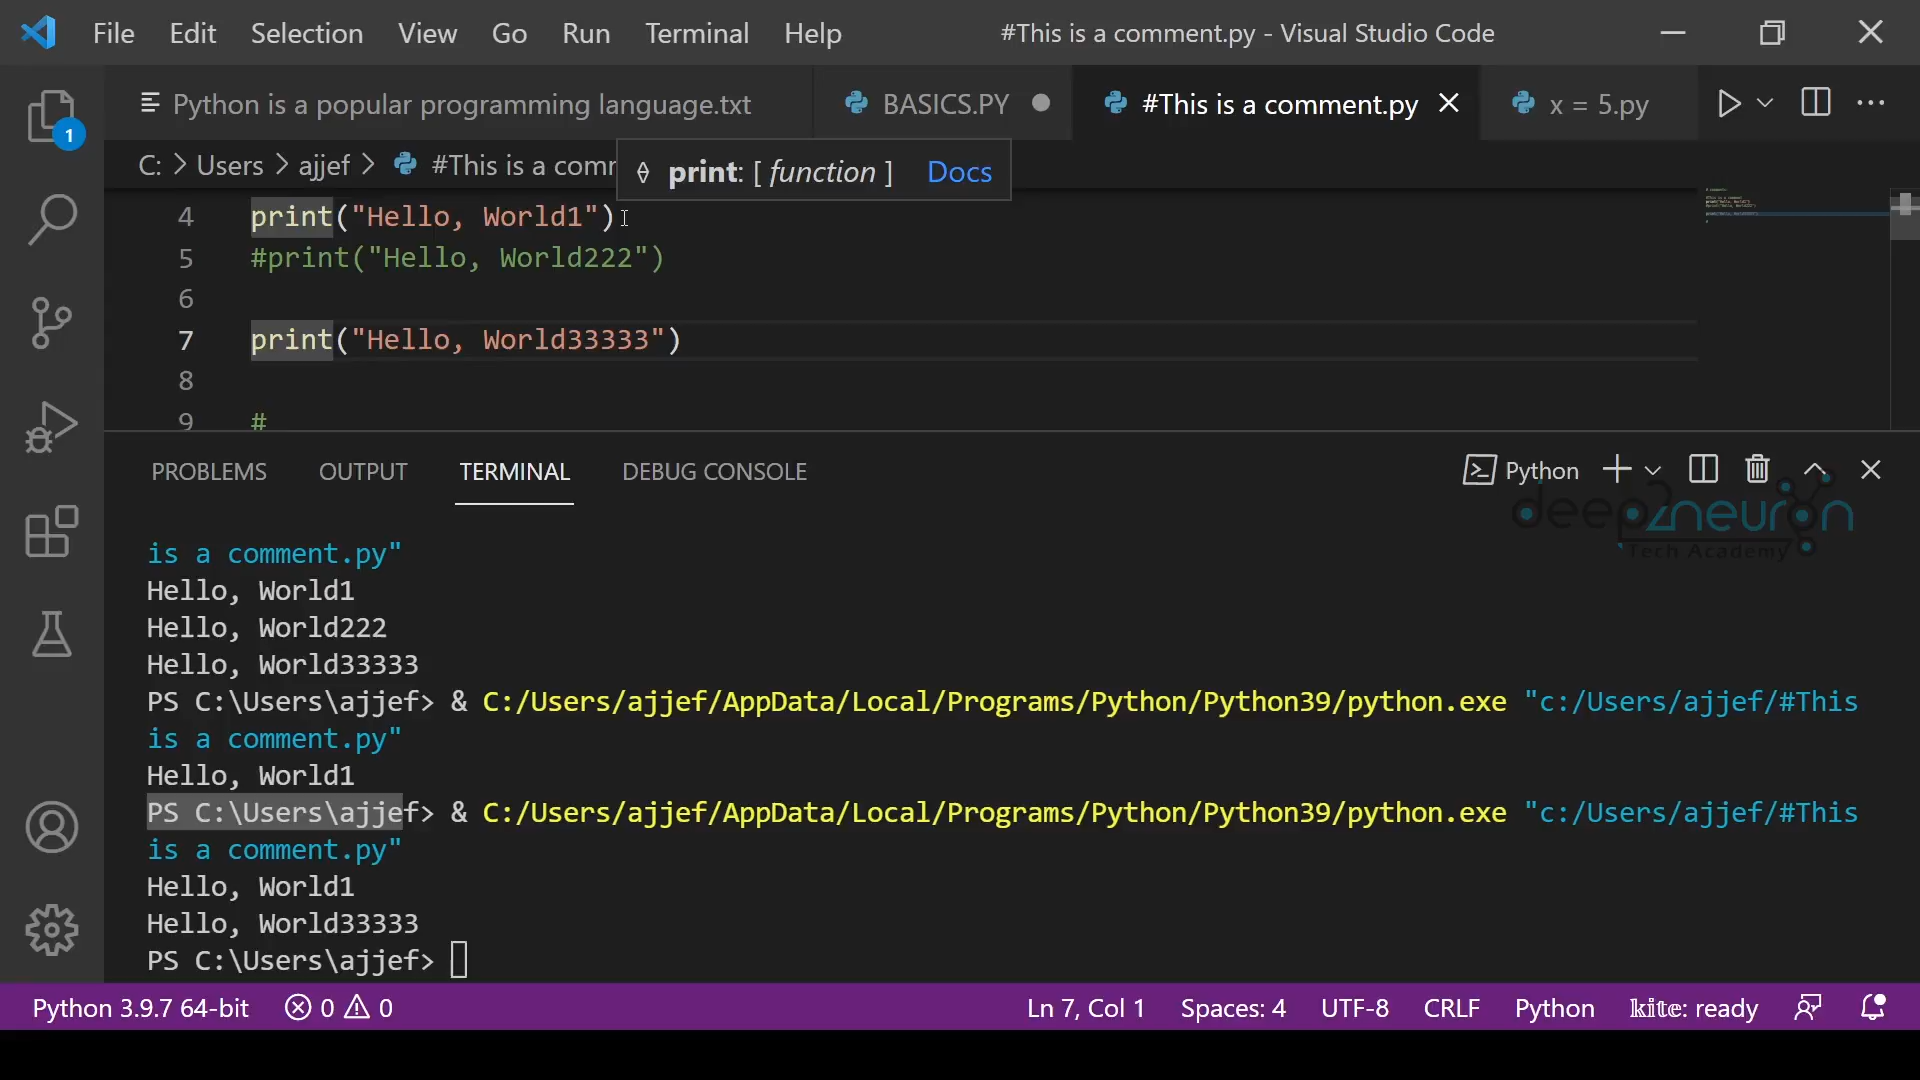 File Edit Selection View Go Run Terminal Help #This is a comment.py - Visual Studio Code
Python is a popular programming language.txt BASICS.PY #This is a comment.py x = 5.py
1
C: > Users > ajjef > #This is a comm
print: [ function ] Docs
4 print("Hello, World1")
5 #print("Hello, World222")
6
7 print("Hello, World33333")
8
9 #
PROBLEMS OUTPUT TERMINAL DEBUG CONSOLE Python
deep2neuron
Tech Academy
is a comment.py"
Hello, World1
Hello, World222
Hello, World33333
PS C:\Users\ajjef> & C:/Users/ajjef/AppData/Local/Programs/Python/Python39/python.exe "c:/Users/ajjef/#This
is a comment.py"
Hello, World1
PS C:\Users\ajjef> & C:/Users/ajjef/AppData/Local/Programs/Python/Python39/python.exe "c:/Users/ajjef/#This
is a comment.py"
Hello, World1
Hello, World33333
PS C:\Users\ajjef>
Python 3.9.7 64-bit 0 0 Ln 7, Col 1 Spaces: 4 UTF-8 CRLF Python kite: ready